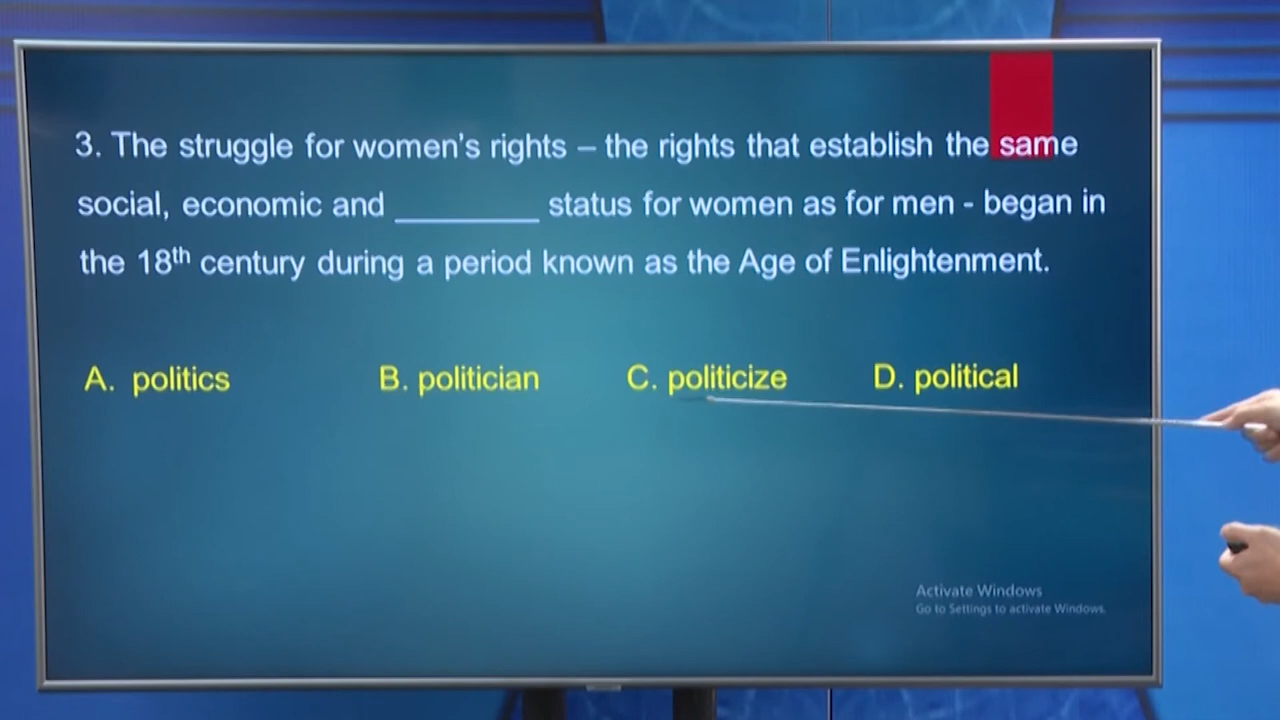 3. The struggle for women’s rights – the rights that establish the same
social, economic and ________ status for women as for men - began in
the 18th century during a period known as the Age of Enlightenment.
A. politics B. politician C. politicize D. political
Activate Windows
Go to Settings to activate Windows.